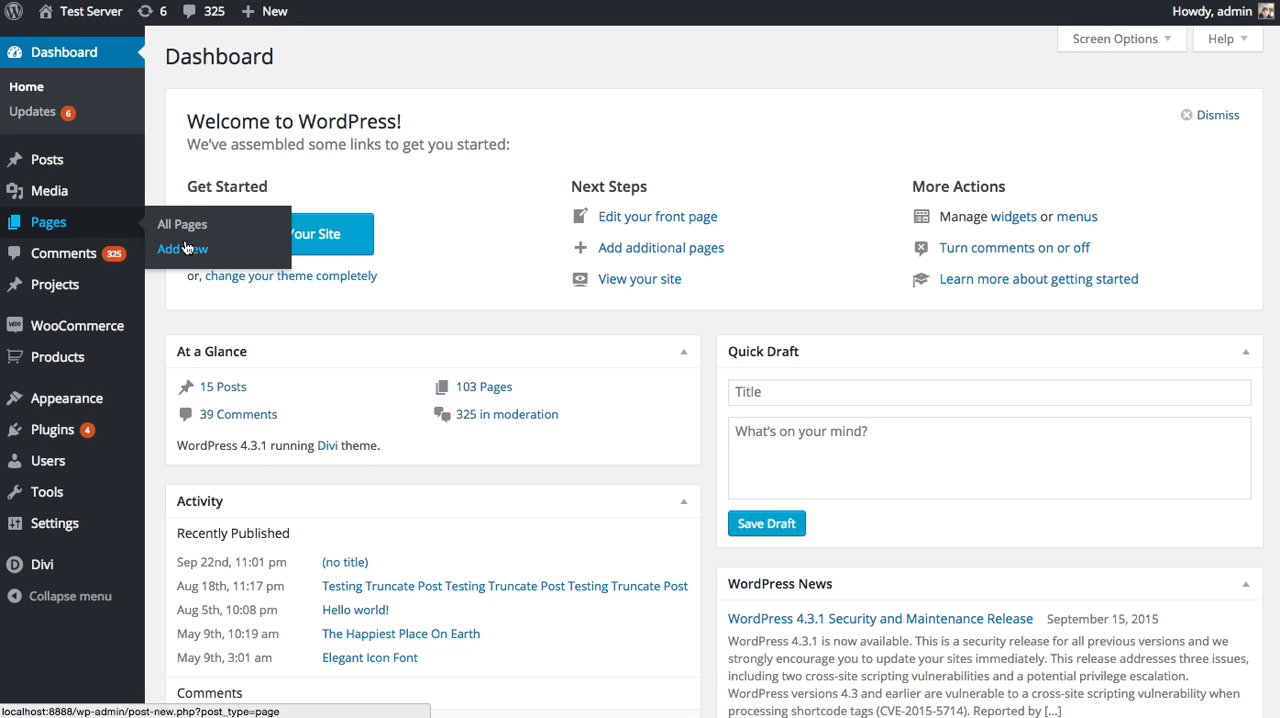 Test Server 6 325 New Howdy, admin
Dashboard
Home
Updates 6
Posts
Media
Pages
All Pages
Add New
Comments 325
Projects
WooCommerce
Products
Appearance
Plugins 4
Users
Tools
Settings
Divi
Collapse menu
Screen Options Help
Dashboard
Welcome to WordPress!
Dismiss
We've assembled some links to get you started:
Get Started
our Site
or, change your theme completely
Next Steps
Edit your front page
Add additional pages
View your site
More Actions
Manage widgets or menus
Turn comments on or off
Learn more about getting started
At a Glance
15 Posts 103 Pages
39 Comments 325 in moderation
WordPress 4.3.1 running Divi theme.
Activity
Recently Published
Sep 22nd, 11:01 pm (no title)
Aug 18th, 11:17 pm Testing Truncate Post Testing Truncate Post Testing Truncate Post
Aug 5th, 10:08 pm Hello world!
May 9th, 10:19 am The Happiest Place On Earth
May 9th, 3:01 am Elegant Icon Font
Comments
Quick Draft
Title
What's on your mind?
Save Draft
WordPress News
WordPress 4.3.1 Security and Maintenance Release September 15, 2015
WordPress 4.3.1 is now available. This is a security release for all previous versions and we
strongly encourage you to update your sites immediately. This release addresses three issues,
including two cross-site scripting vulnerabilities and a potential privilege escalation.
WordPress versions 4.3 and earlier are vulnerable to a cross-site scripting vulnerability when
processing shortcode tags (CVE-2015-5714). Reported by […]
localhost:8888/wp-admin/post-new.php?post_type=page